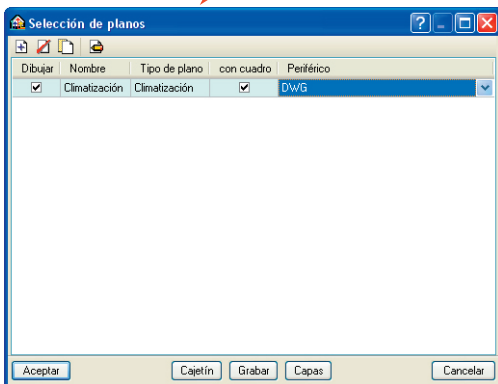 Selección de planos
Dibujar Nombre Tipo de plano con cuadro Periférico
Climatización Climatización DWG
Aceptar Cajetín Grabar Capas Cancelar